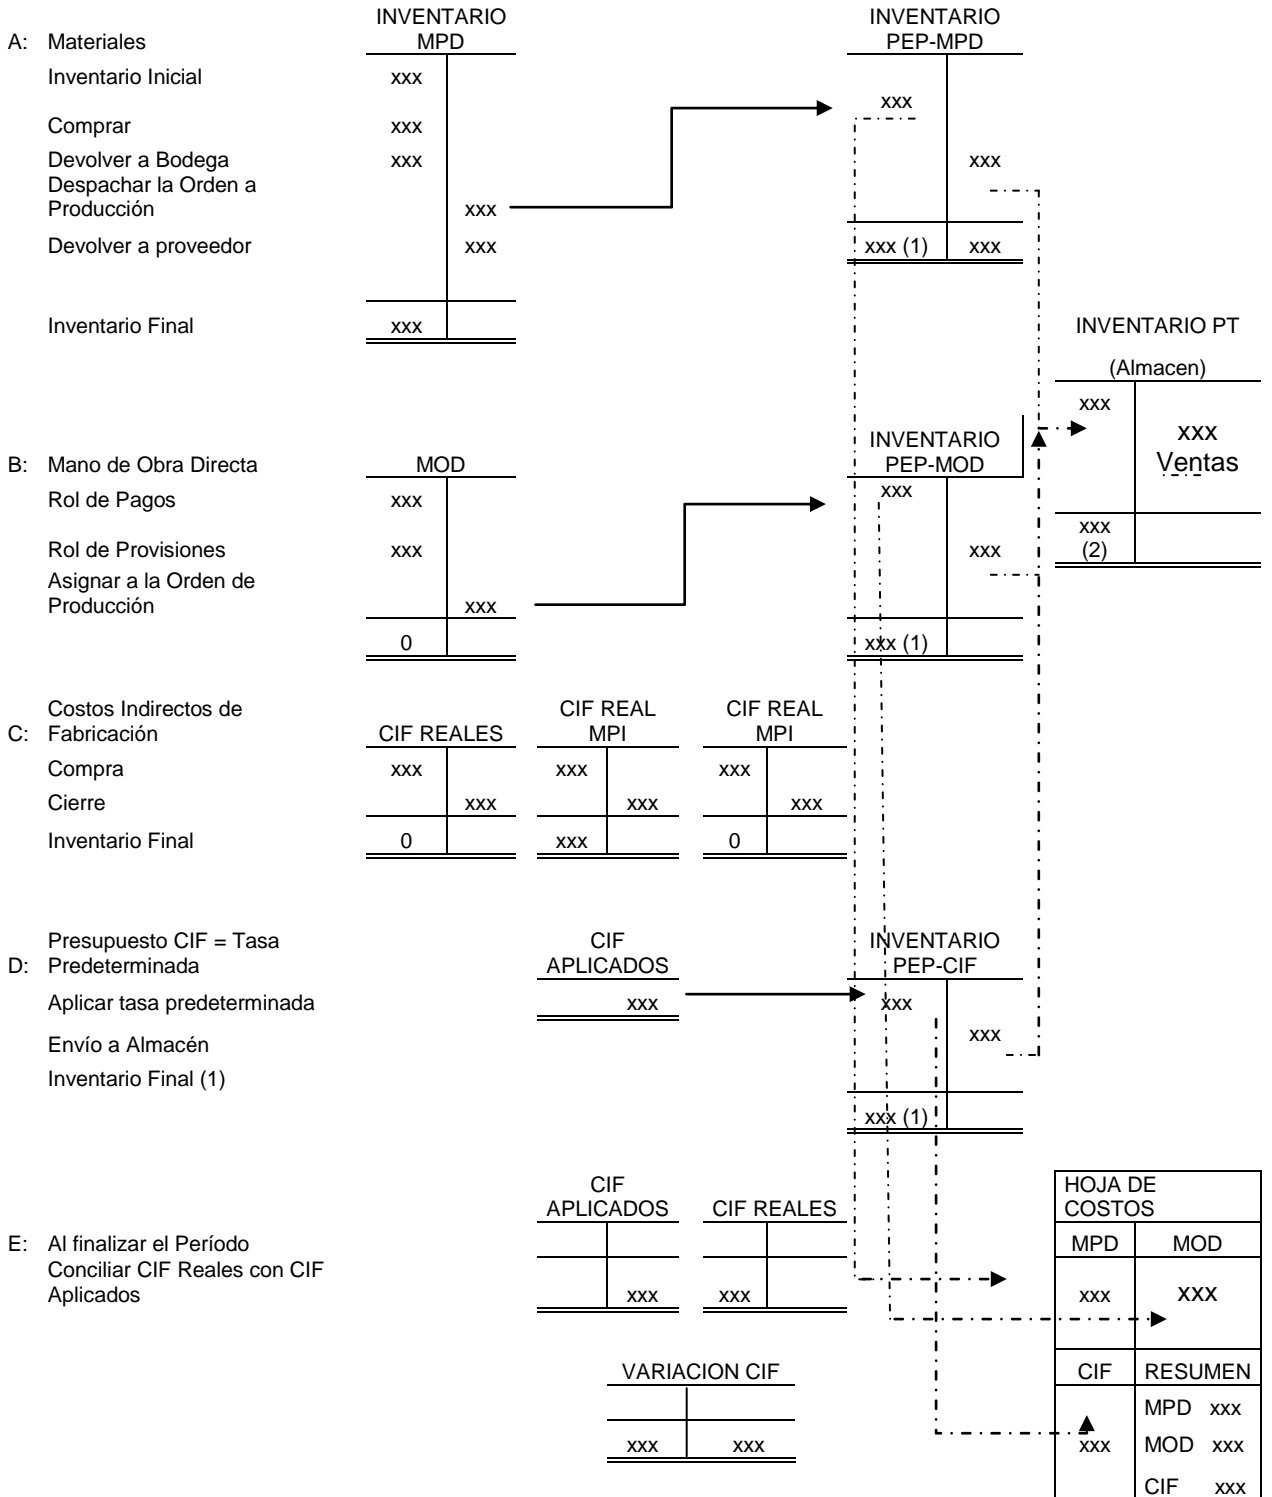 INVENTARIO INVENTARIO
A: Materiales MPD PEP-MPD
Inventario Inicial xxx
xxx
Comprar xxx
Devolver a Bodega xxx xxx
Despachar la Orden a
Producción xxx
Devolver a proveedor xxx xxx (1) xxx
Inventario Final xxx INVENTARIO PT
(Almacen)
xxx
xxx
INVENTARIO
B: Mano de Obra Directa MOD PEP-MOD Ventas
xxx
Rol de Pagos xxx
xxx
Rol de Provisiones xxx xxx (2)
Asignar a la Orden de
Producción xxx
0 xxx (1)
Costos Indirectos de CIF REAL CIF REAL
C: Fabricación CIF REALES MPI MPI
Compra xxx xxx xxx
Cierre xxx xxx xxx
Inventario Final 0 xxx 0
Presupuesto CIF = Tasa CIF INVENTARIO
D: Predeterminada APLICADOS PEP-CIF
Aplicar tasa predeterminada xxx xxx
xxx
Envío a Almacén
Inventario Final (1)
xxx (1)
CIF HOJA DE
APLICADOS CIF REALES COSTOS
E: Al finalizar el Período MPD MOD
Conciliar CIF Reales con CIF
Aplicados xxx xxx xxx xxx
VARIACION CIF CIF RESUMEN
MPD xxx
xxx xxx xxx MOD xxx
CIF xxx